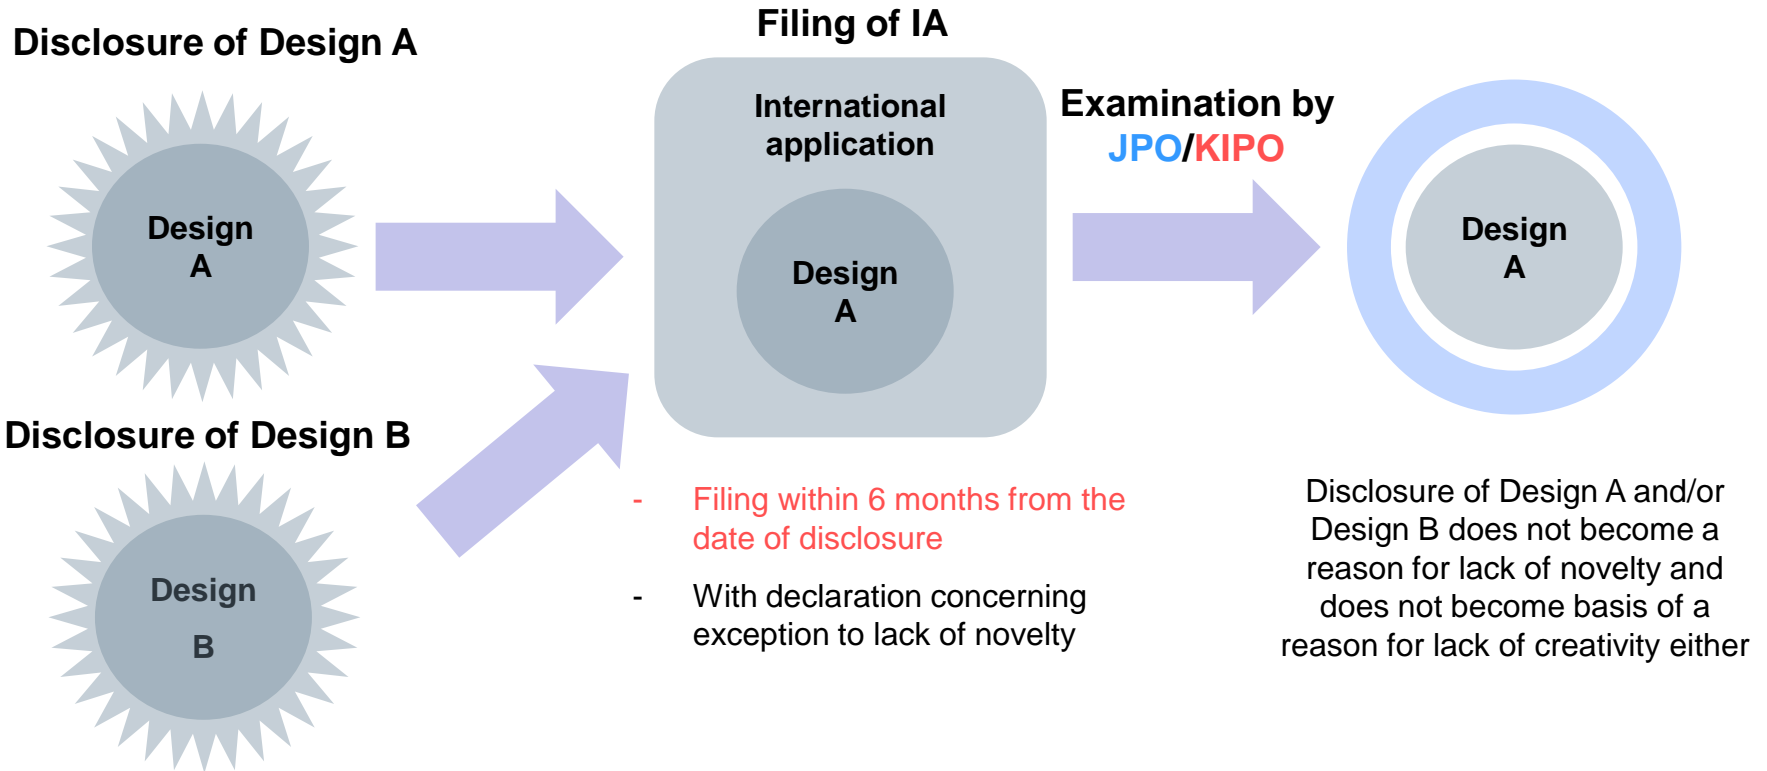 Disclosure of Design A
Design
A
Disclosure of Design B
Design
B
Filing of IA
International
application
Design
A
- Filing within 6 months from the
date of disclosure
- With declaration concerning
exception to lack of novelty
Examination by
JPO/KIPO
Design
A
Disclosure of Design A and/or
Design B does not become a
reason for lack of novelty and
does not become basis of a
reason for lack of creativity either